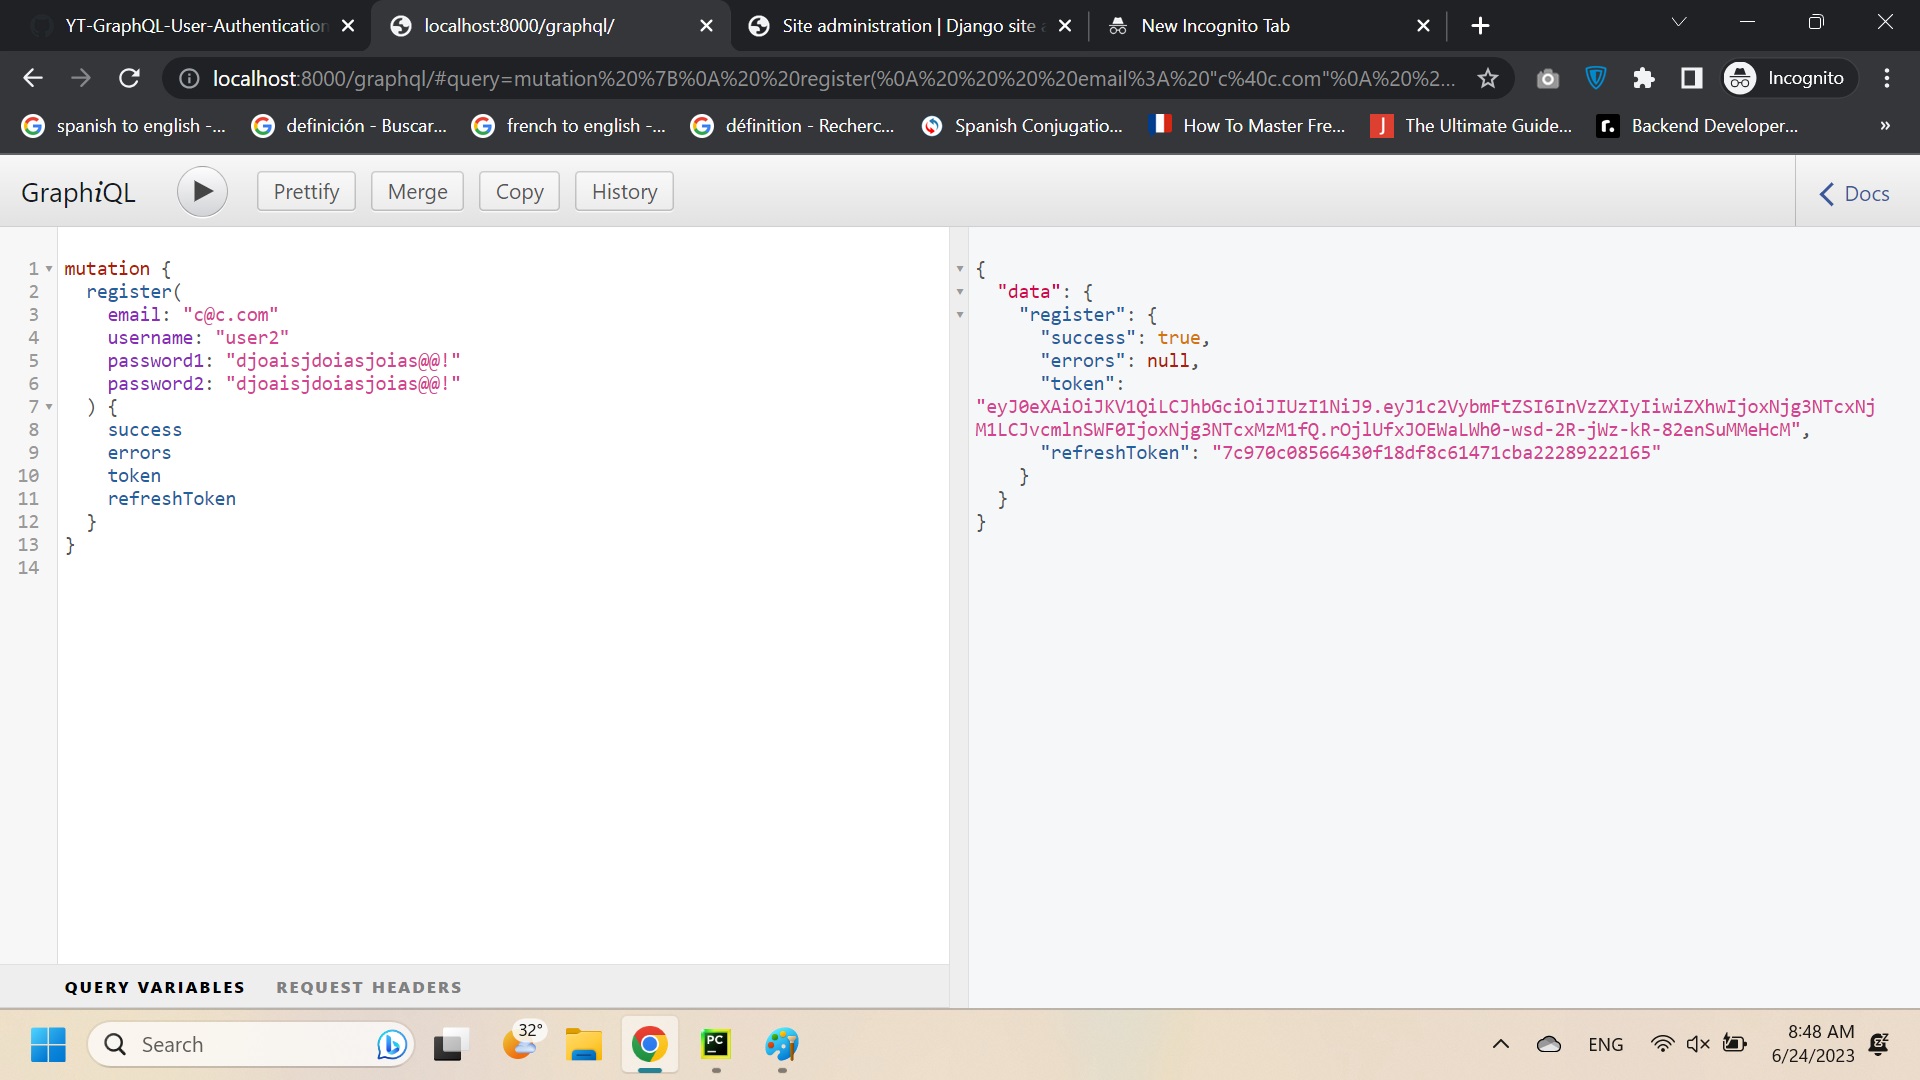 YT-GraphQL-User-Authentication
localhost:8000/graphql/
Site administration | Django site a
New Incognito Tab
localhost:8000/graphql/#query=mutation%20%7B%0A%20%20register(%0A%20%20%20%20email%3A%20"c%40c.com"%0A%20%2...
Incognito
spanish to english -...
definición - Buscar...
french to english -...
définition - Recherc...
Spanish Conjugatio...
How To Master Fre...
The Ultimate Guide...
Backend Developer...
»
GraphiQL
Prettify
Merge
Copy
History
Docs
1 mutation {
2 register(
3 email: "c@c.com"
4 username: "user2"
5 password1: "djoaisjdoiasjoias@@!"
6 password2: "djoaisjdoiasjoias@@!"
7 ) {
8 success
9 errors
10 token
11 refreshToken
12 }
13 }
14
{
"data": {
"register": {
"success": true,
"errors": null,
"token":
"eyJ0eXAiOiJKV1QiLCJhbGciOiJIUzI1NiJ9.eyJ1c2VybmFtZSI6InVzZXIyIiwiZXhwIjoxNjg3NTcxNj
M1LCJvcmlnSWF0IjoxNjg3NTcxMzM1fQ.rOjlUfxJOEWaLWh0-wsd-2R-jWz-kR-82enSuMMeHcM",
"refreshToken": "7c970c08566430f18df8c61471cba22289222165"
}
}
}
QUERY VARIABLES
REQUEST HEADERS
Search
32°
PC
ENG
8:48 AM
6/24/2023